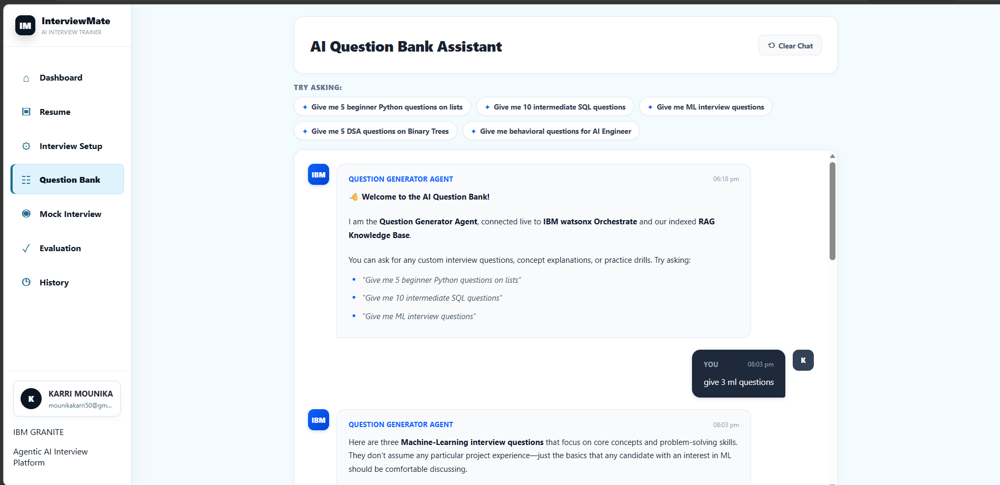 IM
InterviewMate
AI INTERVIEW TRAINER
Dashboard
Resume
Interview Setup
Question Bank
Mock Interview
Evaluation
History
K
KARRI MOUNIKA
mounikakarri50@gm...
IBM GRANITE
Agentic AI Interview
Platform
AI Question Bank Assistant
Clear Chat
TRY ASKING:
Give me 5 beginner Python questions on lists
Give me 10 intermediate SQL questions
Give me ML interview questions
Give me 5 DSA questions on Binary Trees
Give me behavioral questions for AI Engineer
IBM
QUESTION GENERATOR AGENT 06:18 pm
👋 Welcome to the AI Question Bank!
I am the Question Generator Agent, connected live to IBM watsonx Orchestrate and our indexed RAG
Knowledge Base.
You can ask for any custom interview questions, concept explanations, or practice drills. Try asking:
• "Give me 5 beginner Python questions on lists"
• "Give me 10 intermediate SQL questions"
• "Give me ML interview questions"
YOU 08:03 pm
give 3 ml questions
K
IBM
QUESTION GENERATOR AGENT 08:03 pm
Here are three Machine-Learning interview questions that focus on core concepts and problem-solving skills.
They don’t assume any particular project experience—just the basics that any candidate with an interest in ML
should be comfortable discussing.